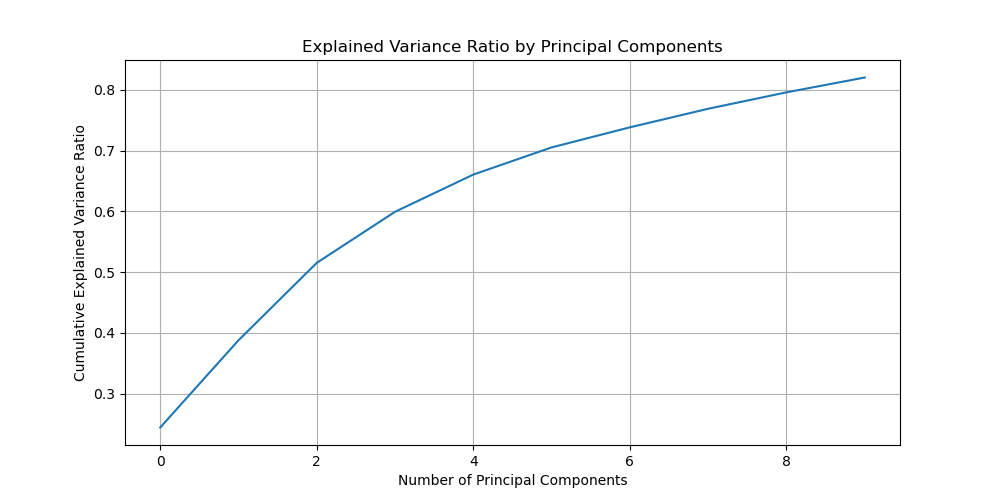 Explained Variance Ratio by Principal Components
Cumulative Explained Variance Ratio
0.8
0.7
0.6
0.5
0.4
0.3
0 2 4 6 8
Number of Principal Components